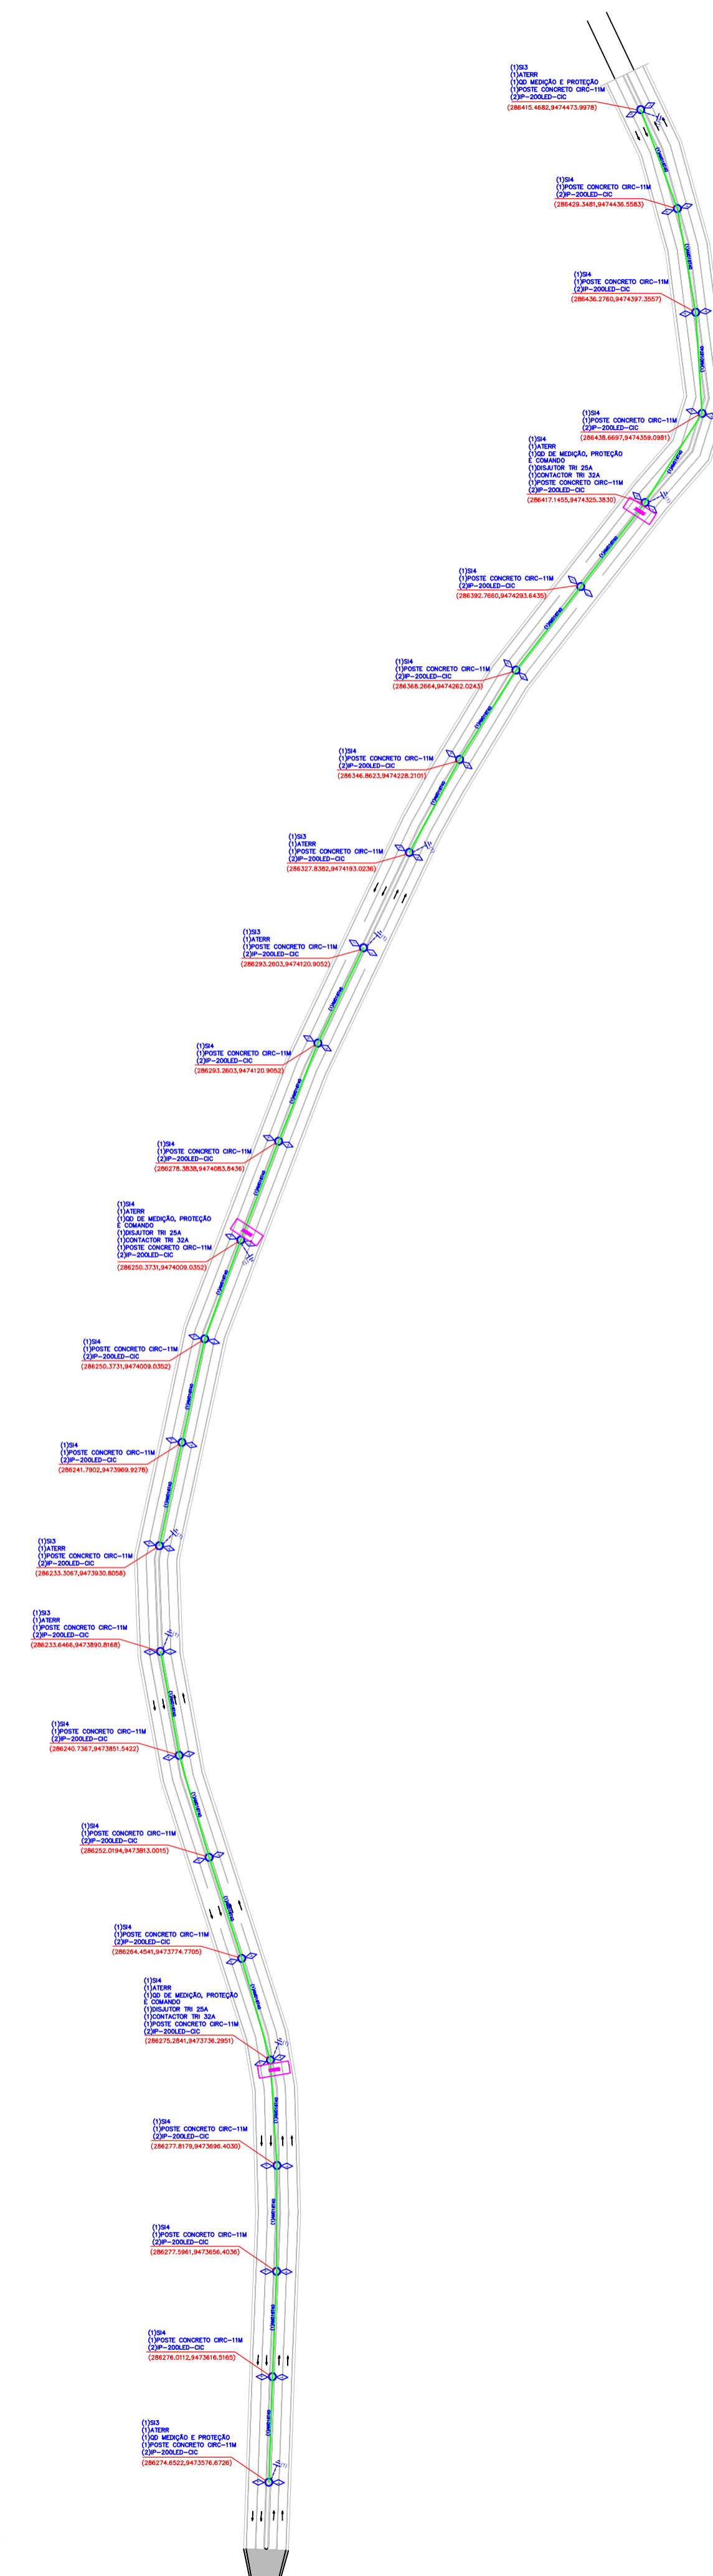 (1)SI3
(1)ATERR
(1)QD MEDIÇÃO E PROTEÇÃO
(1)POSTE CONCRETO CIRC-11M
(2)IP-200LED-CIC
(286415.4682,9474473.9978)
(1)SI4
(1)POSTE CONCRETO CIRC-11M
(2)IP-200LED-CIC
(286429.3481,9474436.5583)
(1)SI4
(1)POSTE CONCRETO CIRC-11M
(2)IP-200LED-CIC
(286436.2760,9474397.3557)
(1)SI4
(1)POSTE CONCRETO CIRC-11M
(2)IP-200LED-CIC
(286438.6697,9474359.0981)
(1)SI4
(1)ATERR
(1)QD DE MEDIÇÃO, PROTEÇÃO
E COMANDO
(1)DISJUTOR TRI 25A
(1)CONTACTOR TRI 32A
(1)POSTE CONCRETO CIRC-11M
(2)IP-200LED-CIC
(286417.1455,9474325.3830)
(1)SI4
(1)POSTE CONCRETO CIRC-11M
(2)IP-200LED-CIC
(286392.7660,9474293.6435)
(1)SI4
(1)POSTE CONCRETO CIRC-11M
(2)IP-200LED-CIC
(286368.2664,9474262.0243)
(1)SI4
(1)POSTE CONCRETO CIRC-11M
(2)IP-200LED-CIC
(286346.8623,9474228.2101)
(1)SI3
(1)ATERR
(1)POSTE CONCRETO CIRC-11M
(2)IP-200LED-CIC
(286327.8382,9474193.0236)
(1)SI3
(1)ATERR
(1)POSTE CONCRETO CIRC-11M
(2)IP-200LED-CIC
(286293.2603,9474120.9052)
(1)SI4
(1)POSTE CONCRETO CIRC-11M
(2)IP-200LED-CIC
(286293.2603,9474120.9052)
(1)SI4
(1)POSTE CONCRETO CIRC-11M
(2)IP-200LED-CIC
(286278.3838,9474083.8436)
(1)SI4
(1)ATERR
(1)QD DE MEDIÇÃO, PROTEÇÃO
E COMANDO
(1)DISJUTOR TRI 25A
(1)CONTACTOR TRI 32A
(1)POSTE CONCRETO CIRC-11M
(2)IP-200LED-CIC
(286250.3731,9474009.0352)
(1)SI4
(1)POSTE CONCRETO CIRC-11M
(2)IP-200LED-CIC
(286250.3731,9474009.0352)
(1)SI4
(1)POSTE CONCRETO CIRC-11M
(2)IP-200LED-CIC
(286241.7902,9473969.9278)
(1)SI3
(1)ATERR
(1)POSTE CONCRETO CIRC-11M
(2)IP-200LED-CIC
(286233.3067,9473930.8058)
(1)SI3
(1)ATERR
(1)POSTE CONCRETO CIRC-11M
(2)IP-200LED-CIC
(286233.6466,9473890.8168)
(1)SI4
(1)POSTE CONCRETO CIRC-11M
(2)IP-200LED-CIC
(286240.7367,9473851.5422)
(1)SI4
(1)POSTE CONCRETO CIRC-11M
(2)IP-200LED-CIC
(286252.0194,9473813.0015)
(1)SI4
(1)POSTE CONCRETO CIRC-11M
(2)IP-200LED-CIC
(286264.4541,9473774.7705)
(1)SI4
(1)ATERR
(1)QD DE MEDIÇÃO, PROTEÇÃO
E COMANDO
(1)DISJUTOR TRI 25A
(1)CONTACTOR TRI 32A
(1)POSTE CONCRETO CIRC-11M
(2)IP-200LED-CIC
(286275.2841,9473736.2951)
(1)SI4
(1)POSTE CONCRETO CIRC-11M
(2)IP-200LED-CIC
(286277.8179,9473696.4030)
(1)SI4
(1)POSTE CONCRETO CIRC-11M
(2)IP-200LED-CIC
(286277.5961,9473656.4036)
(1)SI4
(1)POSTE CONCRETO CIRC-11M
(2)IP-200LED-CIC
(286276.0112,9473616.5165)
(1)SI3
(1)ATERR
(1)QD MEDIÇÃO E PROTEÇÃO
(1)POSTE CONCRETO CIRC-11M
(2)IP-200LED-CIC
(286274.6522,9473576.6726)